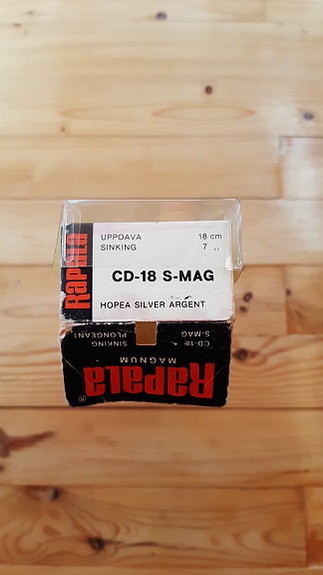 Rapala
UPPOAVA 18 cm
SINKING 7 ,,
CD-18 S-MAG
HOPEA SILVER ARGENT
CD-18 S-MAG
SINKING PLONGEANT
MAGNUM
Rapala®